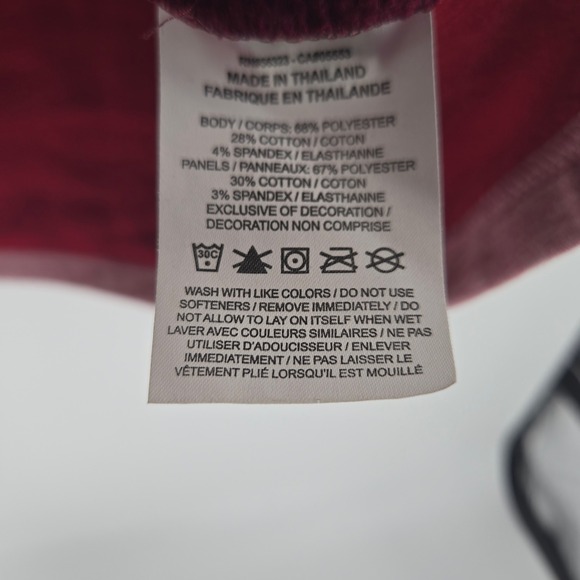 MADE IN THAILAND
FABRIQUE EN THAILANDE
BODY / CORPS: 68% POLYESTER
28% COTTON / COTON
4% SPANDEX / ELASTHANNE
PANELS / PANNEAUX: 67% POLYESTER
30% COTTON / COTON
3% SPANDEX / ELASTHANNE
EXCLUSIVE OF DECORATION /
DECORATION NON COMPRISE
30C
WASH WITH LIKE COLORS / DO NOT USE
SOFTENERS / REMOVE IMMEDIATELY / DO
NOT ALLOW TO LAY ON ITSELF WHEN WET
LAVER AVEC COULEURS SIMILAIRES / NE PAS
UTILISER D'ADOUCISSEUR / ENLEVER
IMMEDIATEMENT / NE PAS LAISSER LE
VÊTEMENT PLIÉ LORSQU'IL EST MOUILLÉ